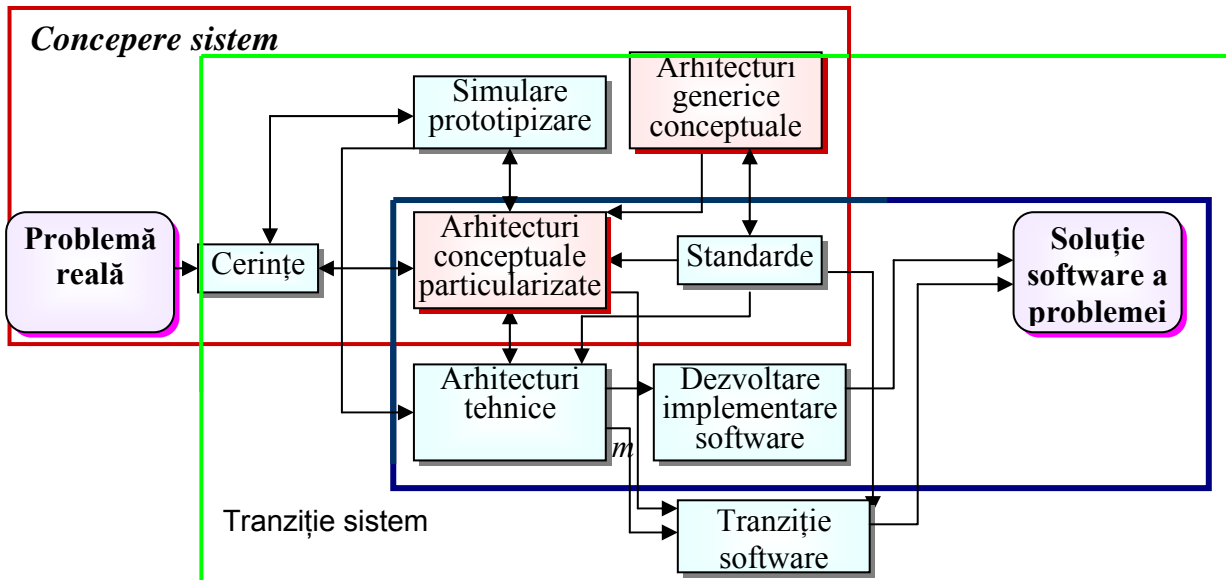 Concepere sistem
Simulare
prototipizare
Arhitecturi
generice
conceptuale
Problemă
reală
Cerințe
Arhitecturi
conceptuale
particularizate
Standarde
Soluție
software a
problemei
Arhitecturi
tehnice
Dezvoltare
implementare
software
m
Tranziție sistem
Tranziție
software